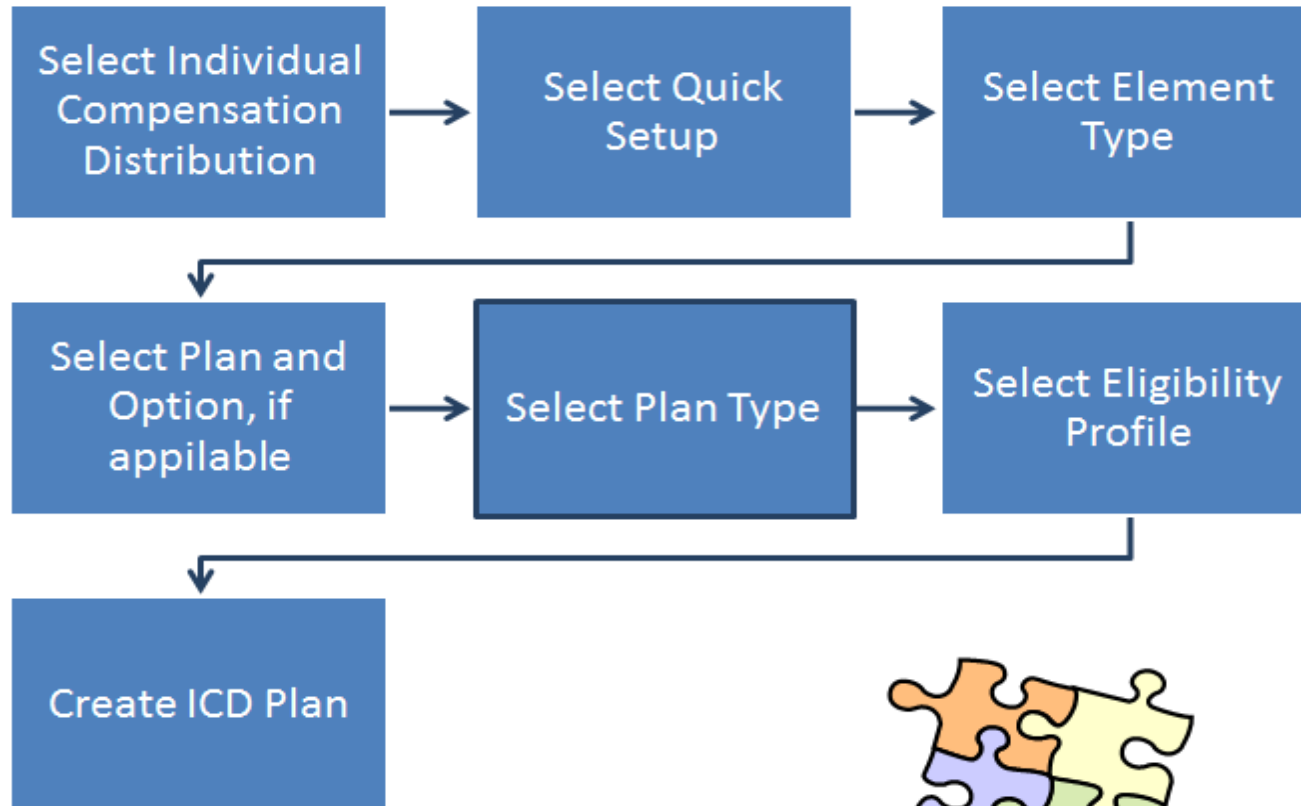 Select Individual
Compensation
Distribution
Select Quick
Setup
Select Element
Type
Select Plan and
Option, if
appilable
Select Plan Type
Select Eligibility
Profile
Create ICD Plan